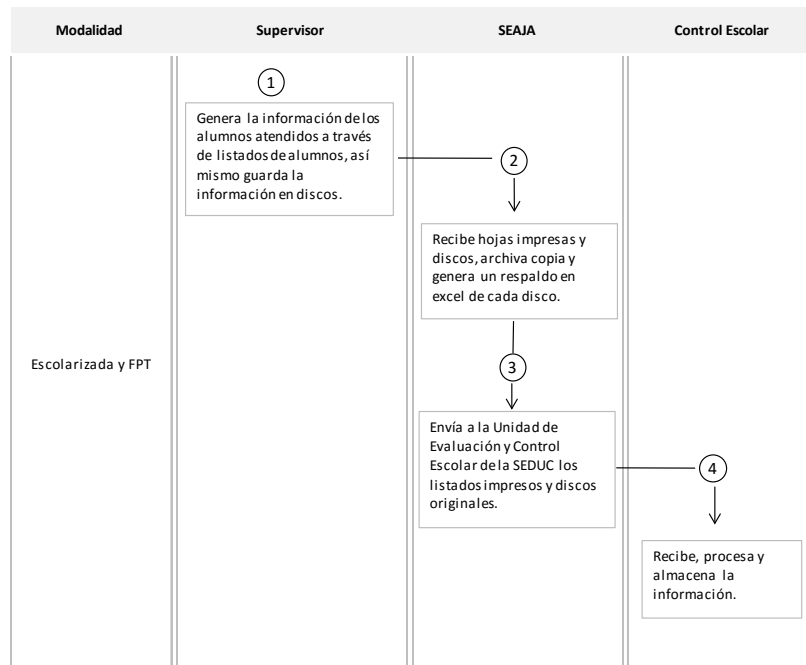 Modalidad Supervisor SEAJA Control Escolar
1
Genera la información de los
alumnos atendidos a través
de listados de alumnos, así
mismo guarda la
información en discos.
2
Recibe hojas impresas y
discos, archiva copia y
genera un respaldo en
excel de cada disco.
Escolarizada y FPT
3
Envía a la Unidad de
Evaluación y Control
Escolar de la SEDUC los
listados impresos y discos
originales.
4
Recibe, procesa y
almacena la
información.